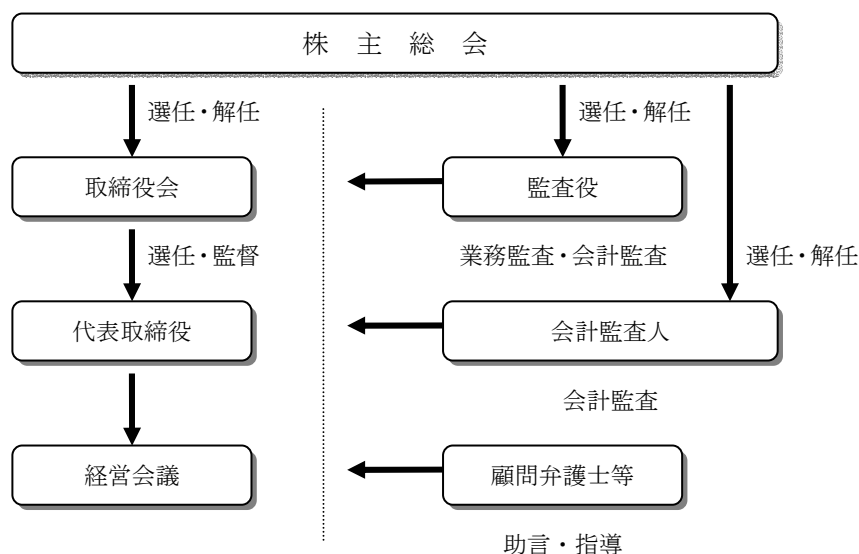 株 主 総 会
選任・解任
選任・解任
取締役会
監査役
選任・監督
業務監査・会計監査
選任・解任
代表取締役
会計監査人
会計監査
経営会議
顧問弁護士等
助言・指導